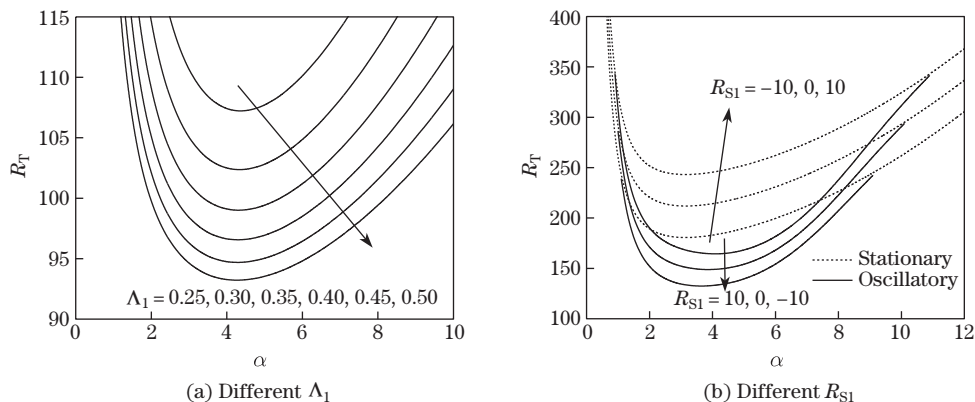 115
110
105
100
95
90
R_T
Λ₁ = 0.25, 0.30, 0.35, 0.40, 0.45, 0.50
0 2 4 6 8 10
α
(a) Different Λ₁
400
350
300
250
200
150
100
R_T
R_S1 = −10, 0, 10
Stationary
Oscillatory
R_S1 = 10, 0, −10
0 2 4 6 8 10 12
α
(b) Different R_S1